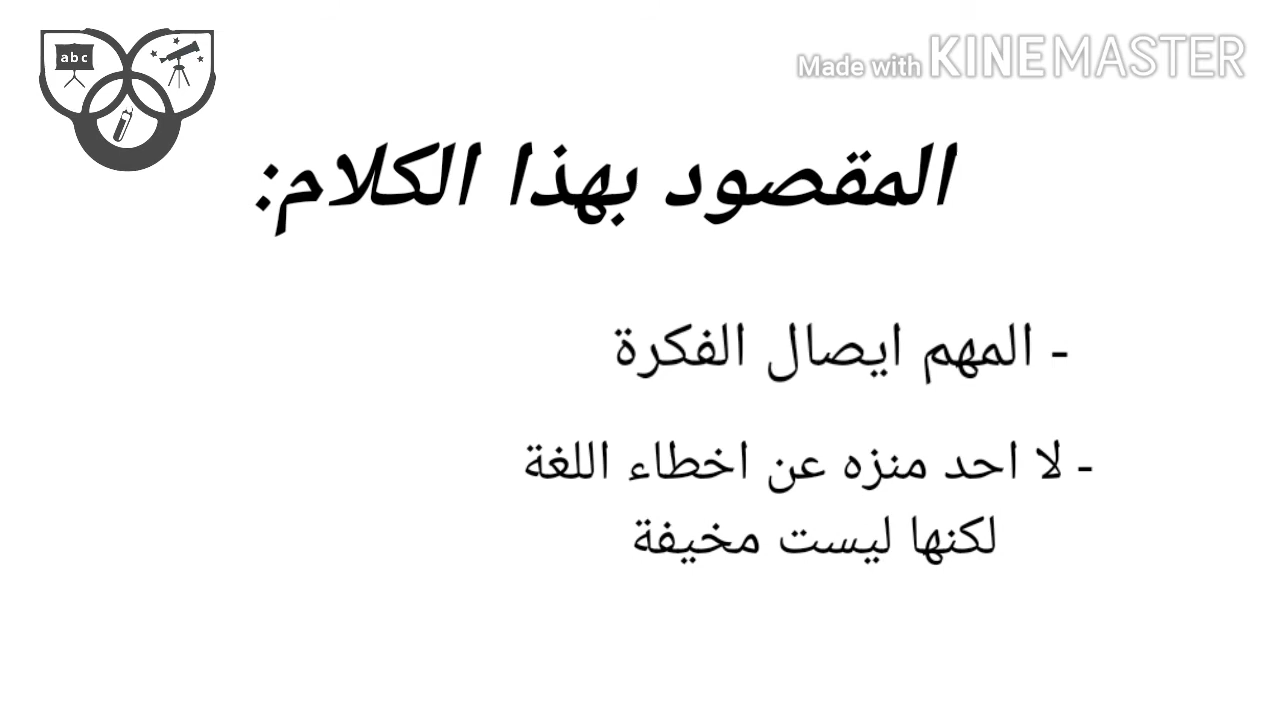 abc
Made with KINEMASTER
المقصود بهذا الكلام:
- المهم ايصال الفكرة
- لا احد منزه عن اخطاء اللغة
لكنها ليست مخيفة